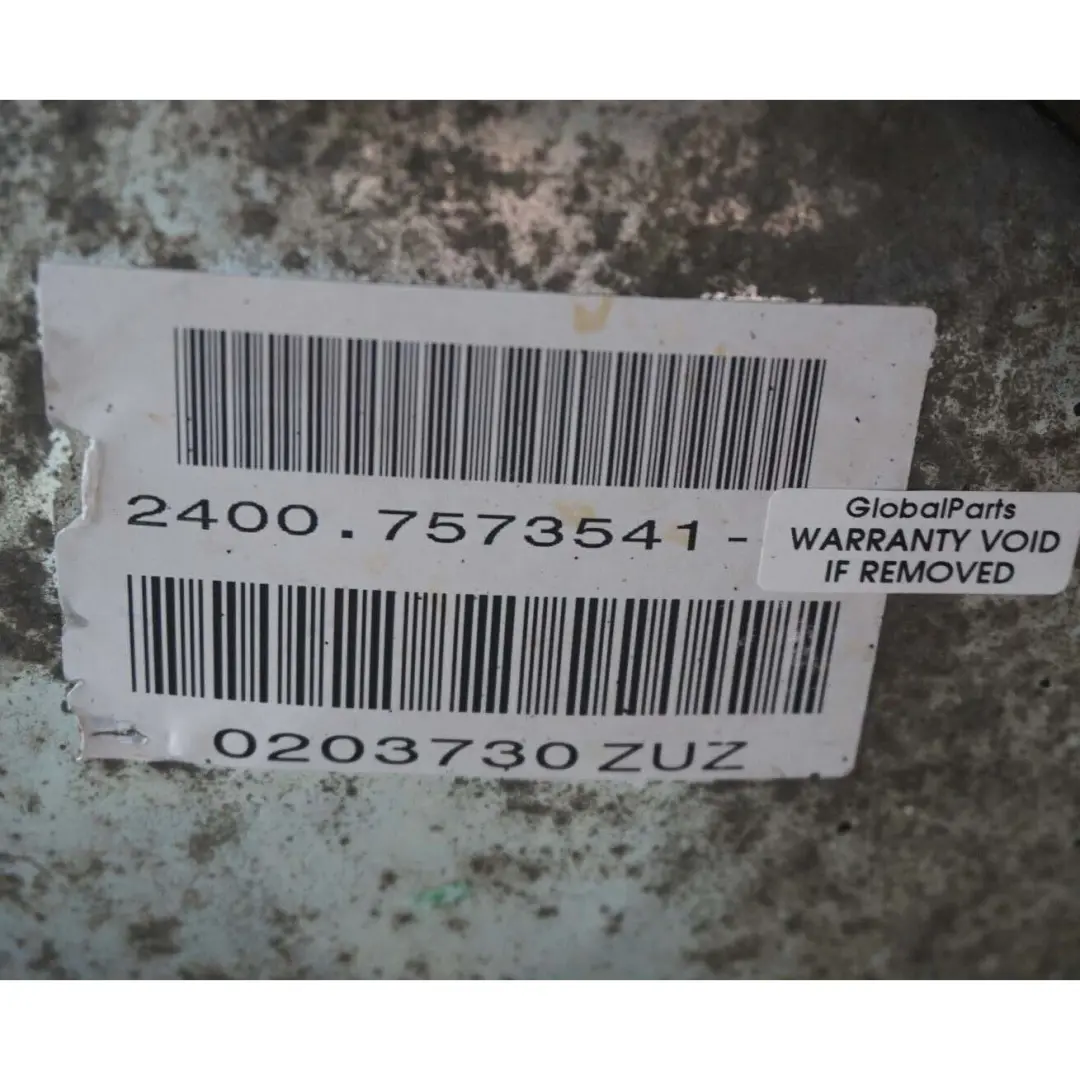 2400.7573541-
GlobalParts
WARRANTY VOID
IF REMOVED
0203730ZUZ